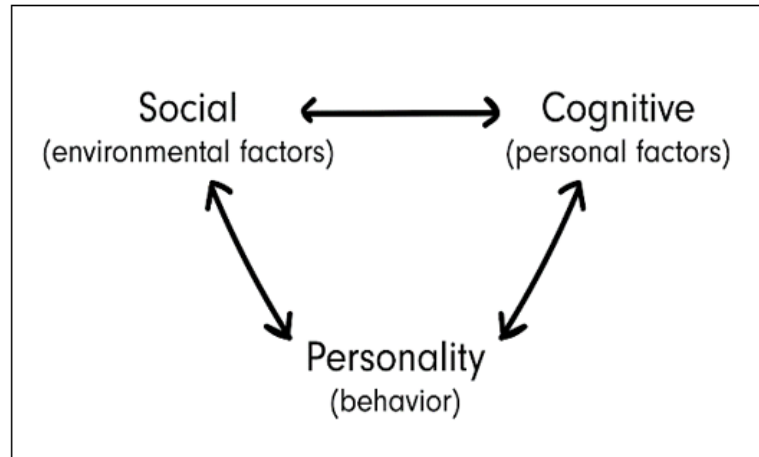 Social
(environmental factors)
Cognitive
(personal factors)
Personality
(behavior)